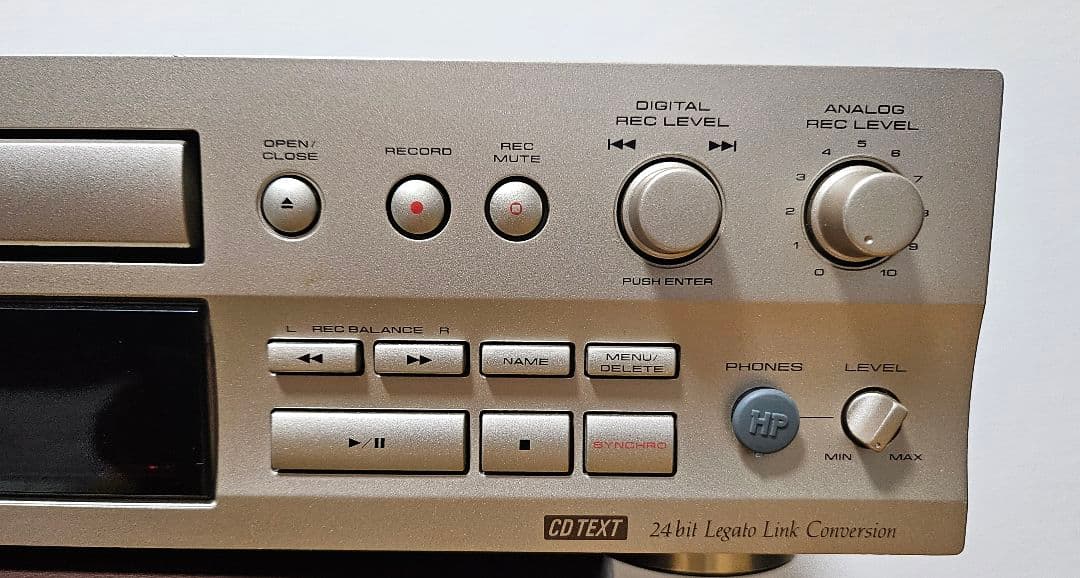 OPEN/
CLOSE
RECORD
REC
MUTE
DIGITAL
REC LEVEL
PUSH ENTER
ANALOG
REC LEVEL
0
1
2
3
4
5
6
7
8
9
10
L REC BALANCE R
NAME
MENU/
DELETE
SYNCHRO
PHONES
HP
LEVEL
MIN
MAX
CD TEXT
24 bit Legato Link Conversion